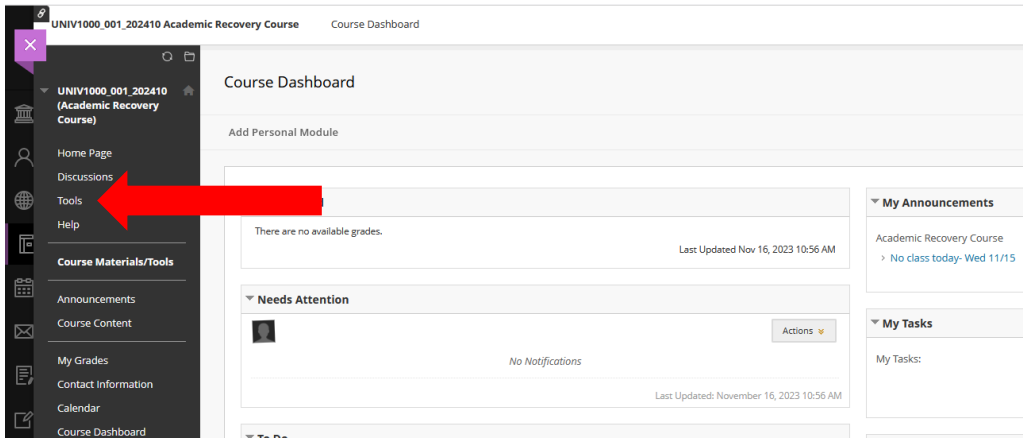 UNIV1000_001_202410 Academic Recovery Course
Course Dashboard
UNIV1000_001_202410
(Academic Recovery
Course)
Home Page
Discussions
Tools
Help
Course Materials/Tools
Announcements
Course Content
My Grades
Contact Information
Calendar
Course Dashboard
Course Dashboard
Add Personal Module
There are no available grades.
Last Updated Nov 16, 2023 10:56 AM
Needs Attention
Actions
No Notifications
Last Updated: November 16, 2023 10:56 AM
To Do
My Announcements
Academic Recovery Course
No class today- Wed 11/15
My Tasks
My Tasks: